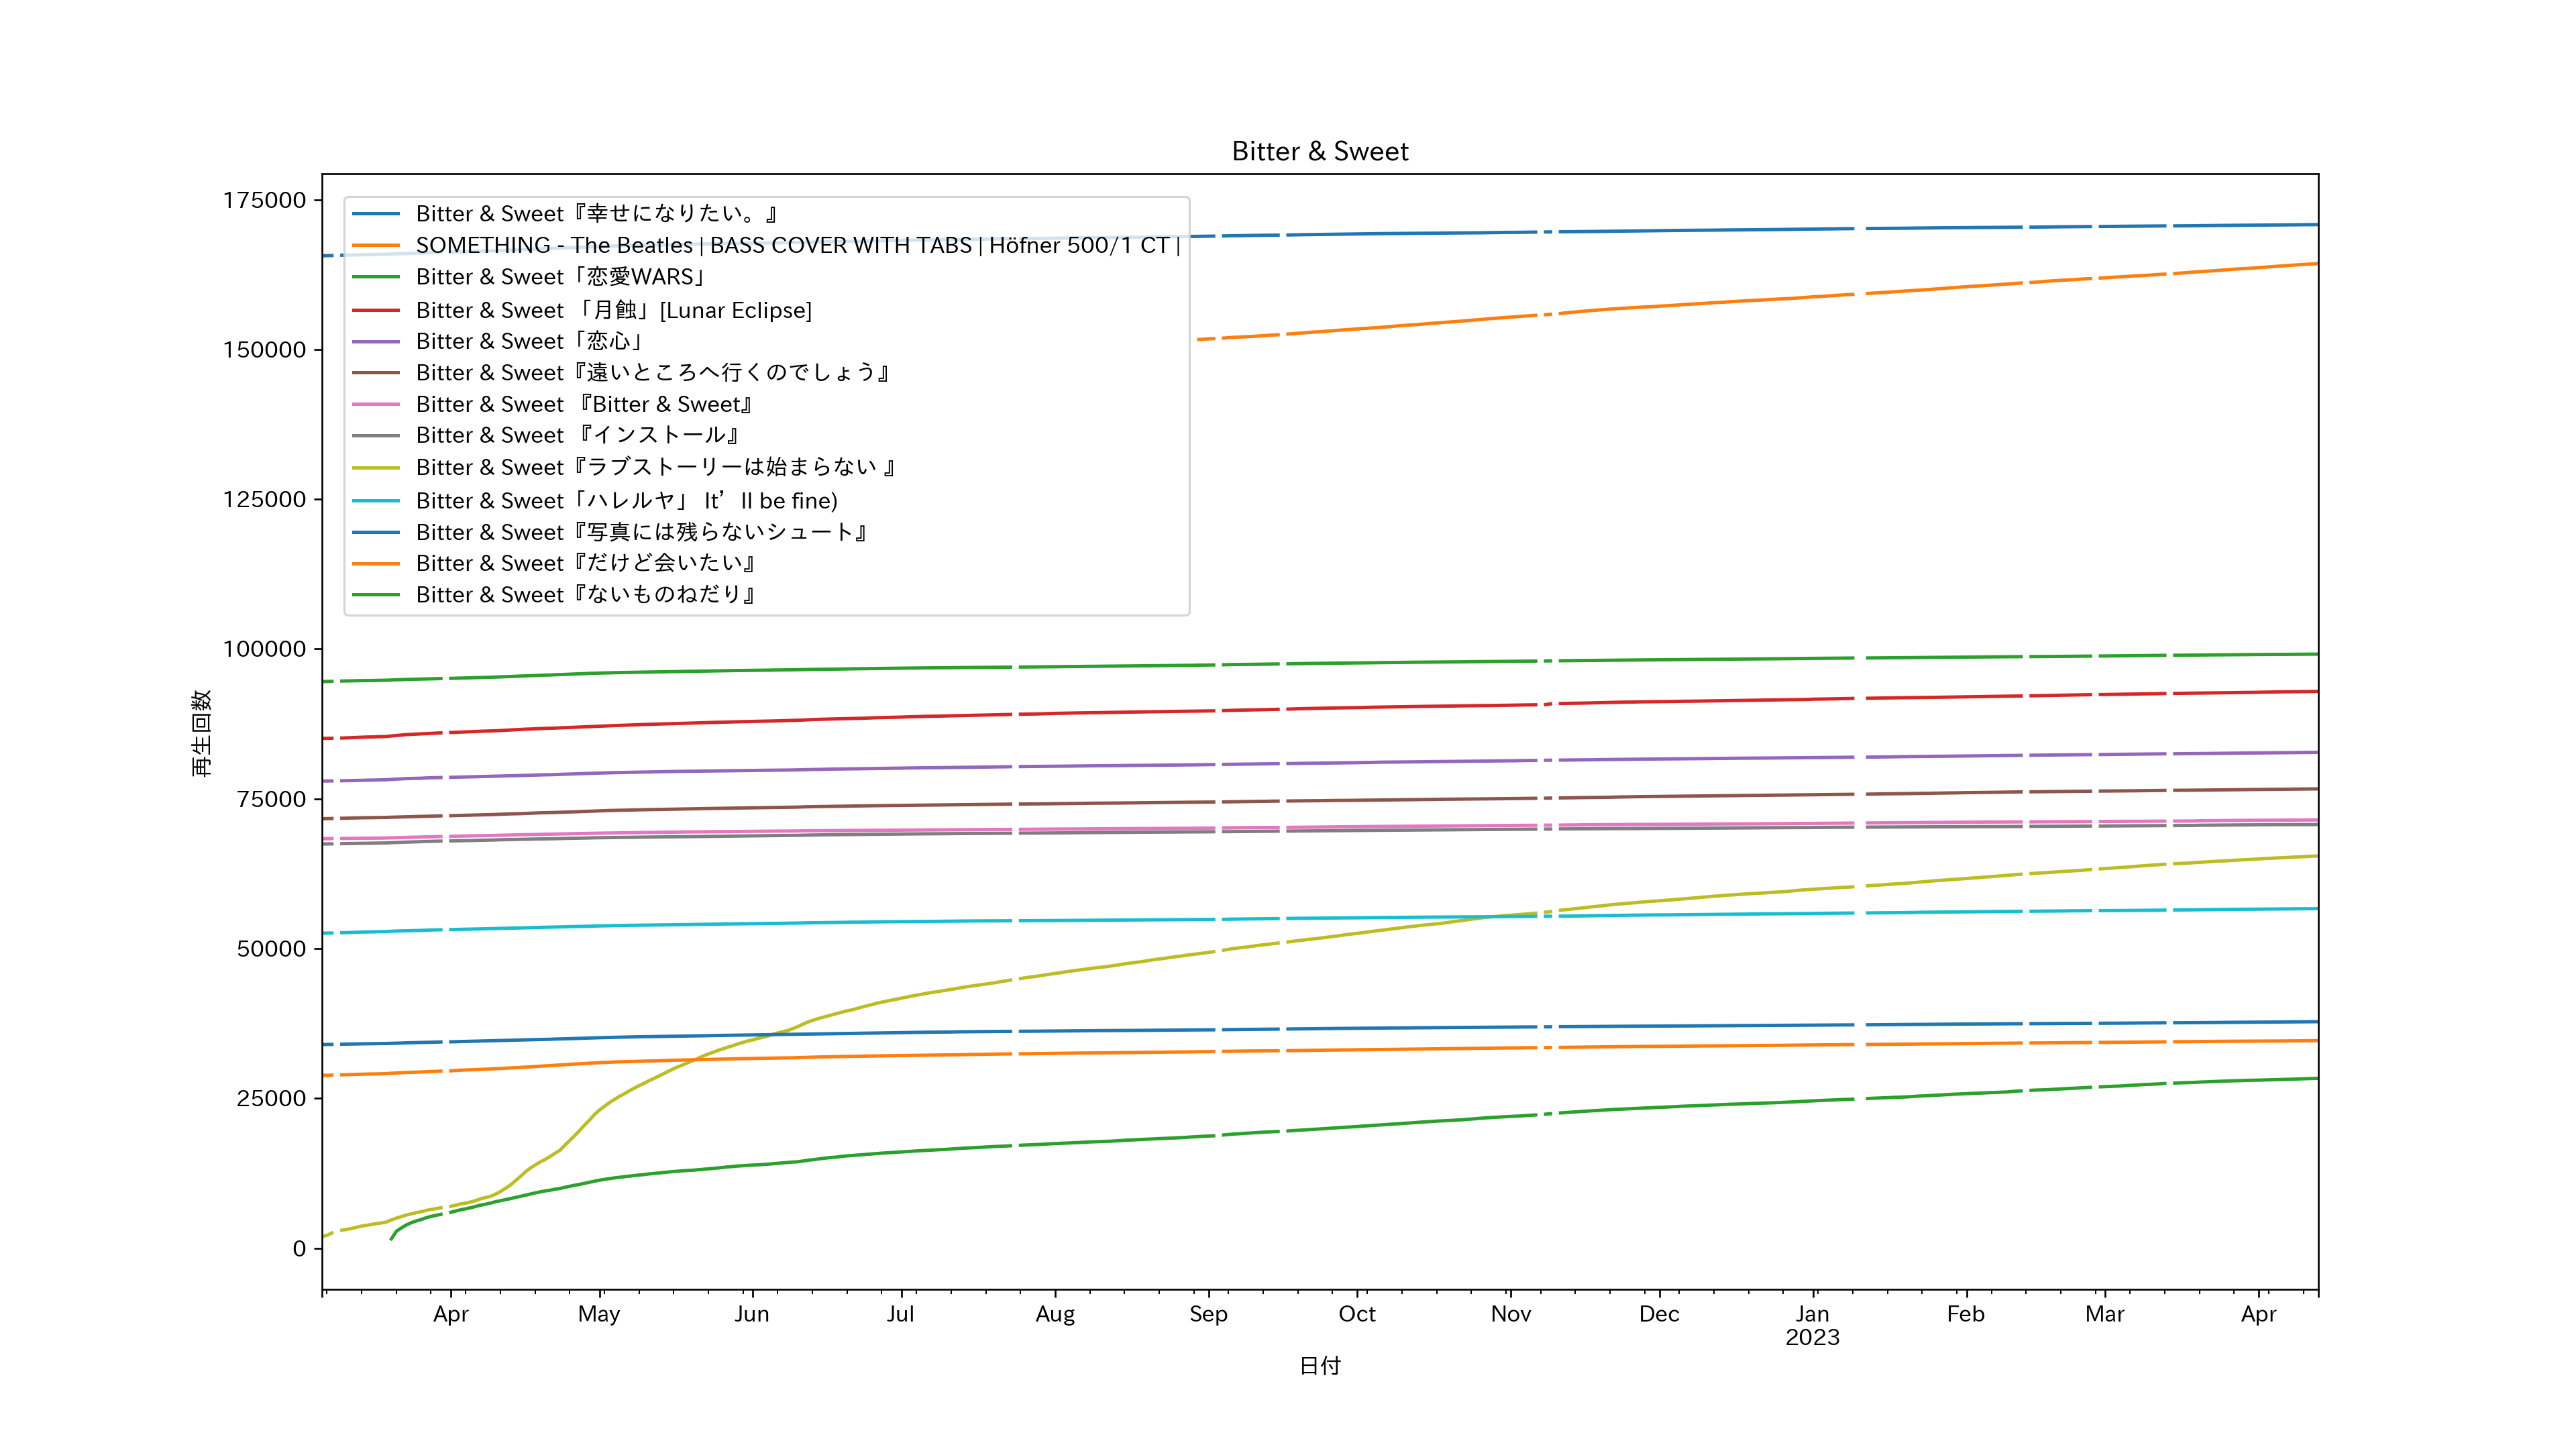 Bitter & Sweet
175000
150000
125000
100000
75000
50000
25000
0
再生回数
Bitter & Sweet『幸せになりたい。』
SOMETHING - The Beatles | BASS COVER WITH TABS | Höfner 500/1 CT |
Bitter & Sweet「恋愛WARS」
Bitter & Sweet 「月蝕」[Lunar Eclipse]
Bitter & Sweet「恋心」
Bitter & Sweet『遠いところへ行くのでしょう』
Bitter & Sweet 『Bitter & Sweet』
Bitter & Sweet 『インストール』
Bitter & Sweet『ラブストーリーは始まらない 』
Bitter & Sweet「ハレルヤ」 It’ll be fine)
Bitter & Sweet『写真には残らないシュート』
Bitter & Sweet『だけど会いたい』
Bitter & Sweet『ないものねだり』
Apr May Jun Jul Aug Sep Oct Nov Dec Jan Feb Mar Apr
2023
日付